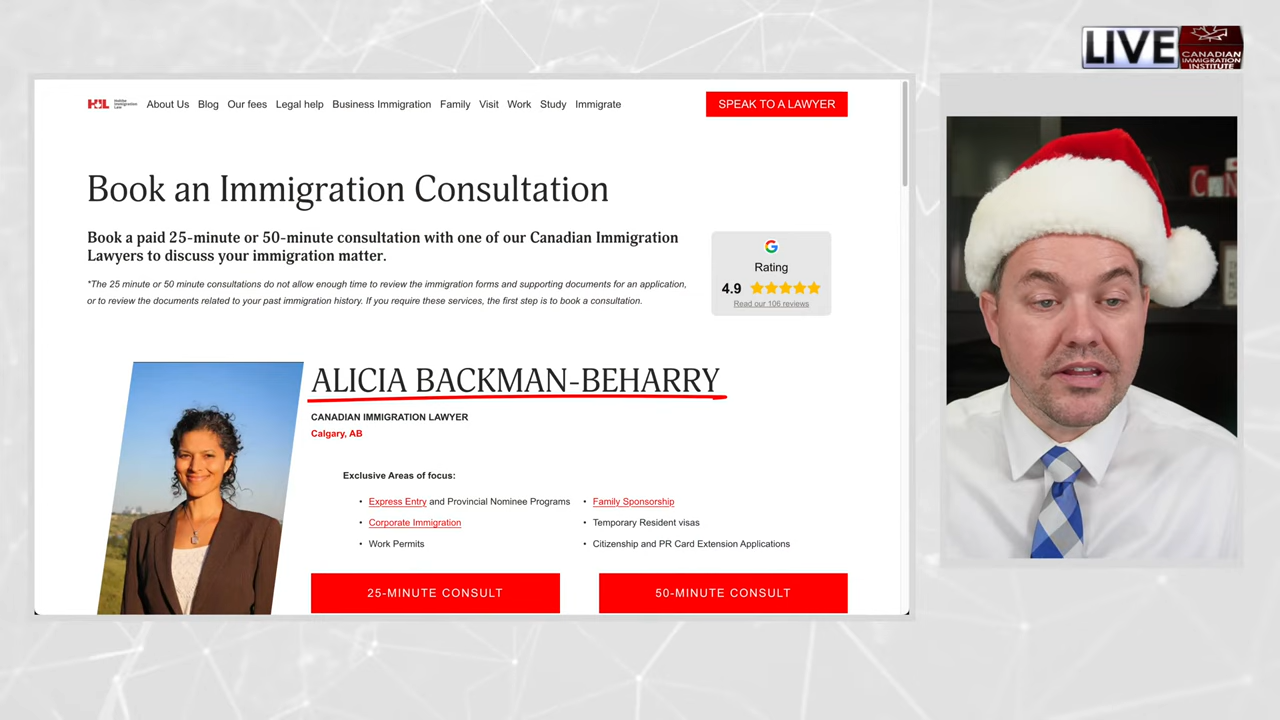 LIVE
CANADIAN
IMMIGRATION
INSTITUTE
HIL Halifax Immigration Law About Us Blog Our fees Legal help Business Immigration Family Visit Work Study Immigrate SPEAK TO A LAWYER
Book an Immigration Consultation
Book a paid 25-minute or 50-minute consultation with one of our Canadian Immigration
Lawyers to discuss your immigration matter.
*The 25 minute or 50 minute consultations do not allow enough time to review the immigration forms and supporting documents for an application,
or to review the documents related to your past immigration history. If you require these services, the first step is to book a consultation.
Rating
4.9
Read our 106 reviews
ALICIA BACKMAN-BEHARRY
CANADIAN IMMIGRATION LAWYER
Calgary, AB
Exclusive Areas of focus:
• Express Entry and Provincial Nominee Programs
• Corporate Immigration
• Work Permits
• Family Sponsorship
• Temporary Resident visas
• Citizenship and PR Card Extension Applications
25-MINUTE CONSULT
50-MINUTE CONSULT